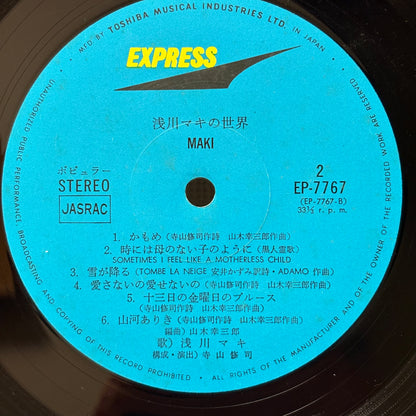 MF'D BY TOSHIBA MUSICAL INDUSTRIES LTD. IN JAPAN.
EXPRESS
浅川マキの世界
MAKI
ポピュラー
STEREO
JASRAC
2
EP-7767
(EP-7767-B)
33⅓ r. p. m.
1. かもめ (寺山修司作詩 山木幸三郎作曲)
2. 時には母のない子のように (黒人霊歌)
SOMETIMES I FEEL LIKE A MOTHERLESS CHILD
3. 雪が降る (TOMBE LA NEIGE 安井かずみ訳詩・ADAMO 作曲)
4. 愛さないの愛せないの (寺山修司作詩 山木幸三郎作曲)
5. 十三日の金曜日のブルース
(寺山修司作詩 山木幸三郎作曲)
6. 山河ありき (寺山修司作詩 山木幸三郎作曲)
編曲) 山木幸三郎
歌) 浅川マキ
構成・演出) 寺山修司
UNAUTHORIZED PUBLIC PERFORMANCE, BROADCASTING AND COPYING OF THIS RECORD PROHIBITED • ALL RIGHTS OF THE MANUFACTURER AND OF THE OWNER OF THE RECORDED WORK ARE RESERVED